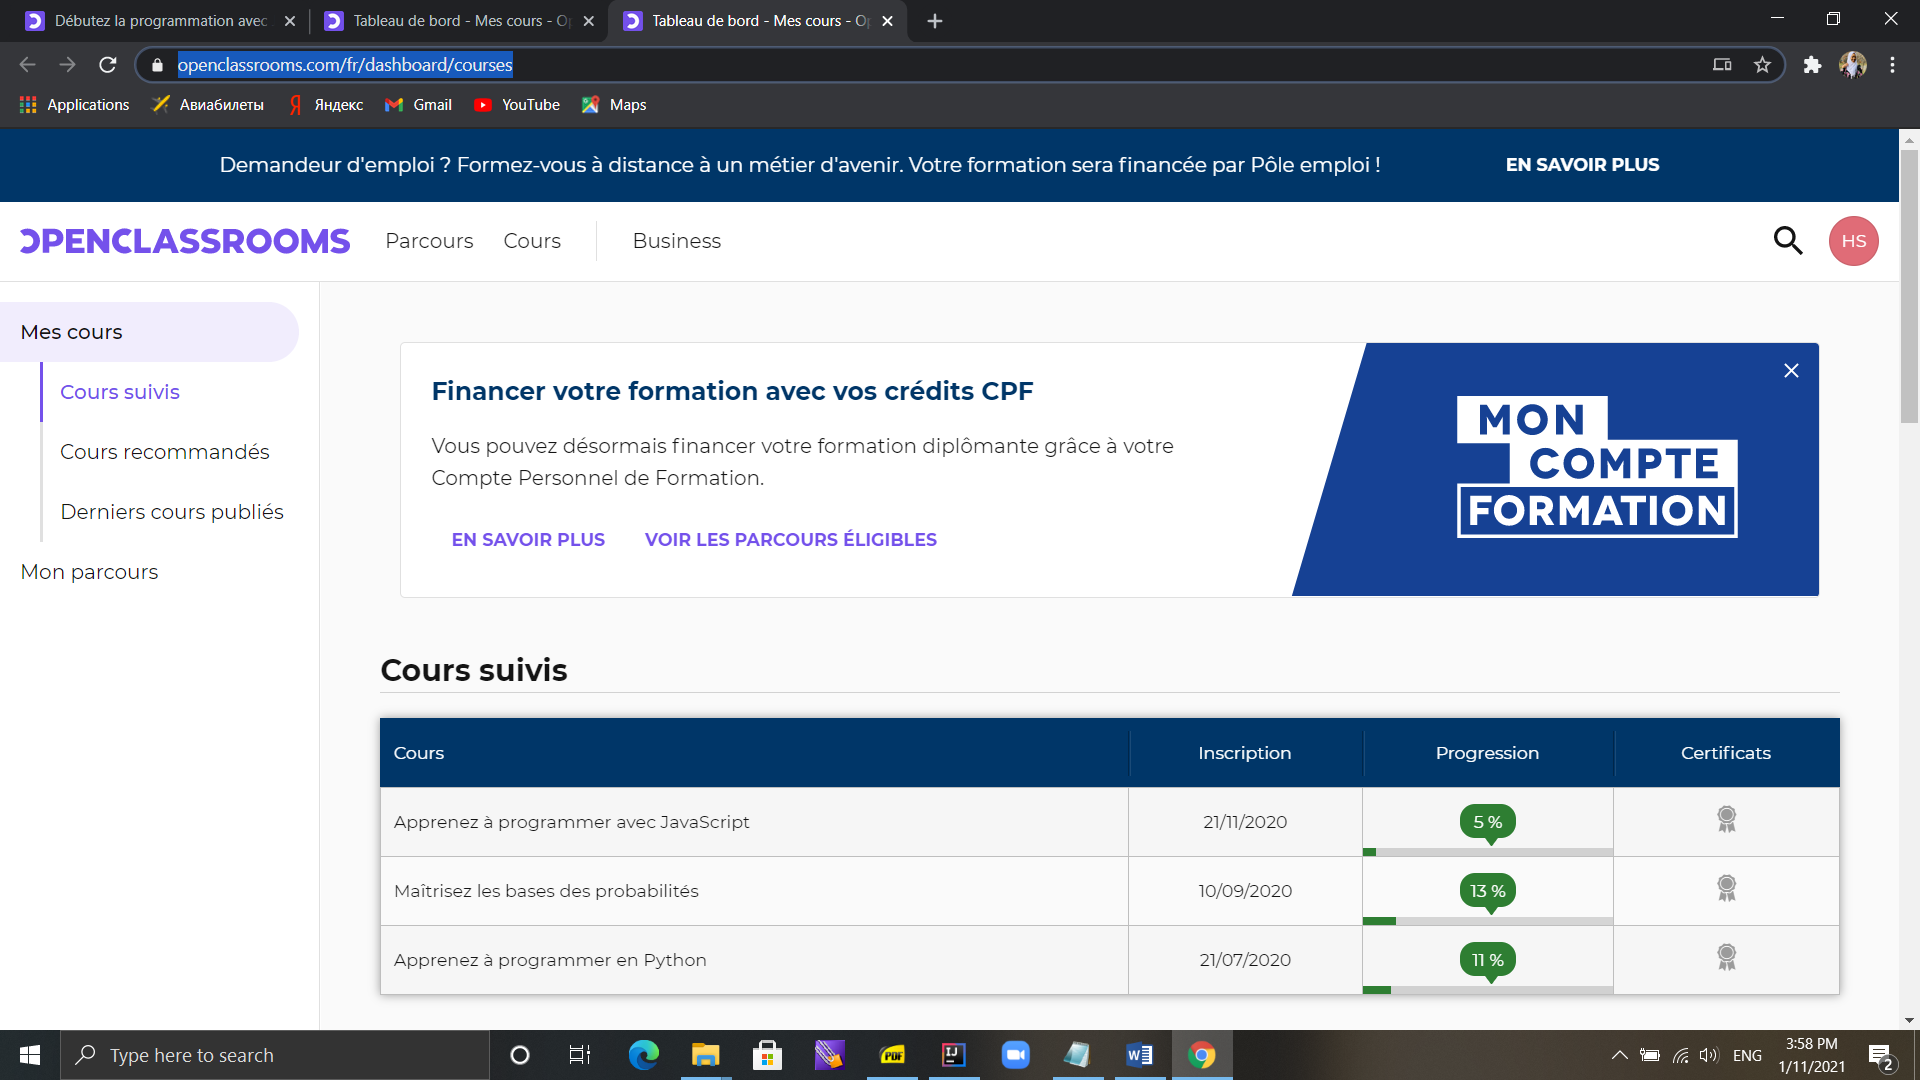 Débutez la programmation avec
Tableau de bord - Mes cours - Op
Tableau de bord - Mes cours - Op
openclassrooms.com/fr/dashboard/courses
Applications
Авиабилеты
Яндекс
Gmail
YouTube
Maps
Demandeur d'emploi ? Formez-vous à distance à un métier d'avenir. Votre formation sera financée par Pôle emploi !
EN SAVOIR PLUS
OPENCLASSROOMS
Parcours
Cours
Business
HS
Mes cours
Cours suivis
Cours recommandés
Derniers cours publiés
Mon parcours
Financer votre formation avec vos crédits CPF
Vous pouvez désormais financer votre formation diplômante grâce à votre
Compte Personnel de Formation.
EN SAVOIR PLUS
VOIR LES PARCOURS ÉLIGIBLES
MON
COMPTE
FORMATION
Cours suivis
Cours Inscription Progression Certificats
Apprenez à programmer avec JavaScript 21/11/2020 5 %
Maîtrisez les bases des probabilités 10/09/2020 13 %
Apprenez à programmer en Python 21/07/2020 11 %
Type here to search
PDF
IJ
W
ENG
3:58 PM
1/11/2021
2